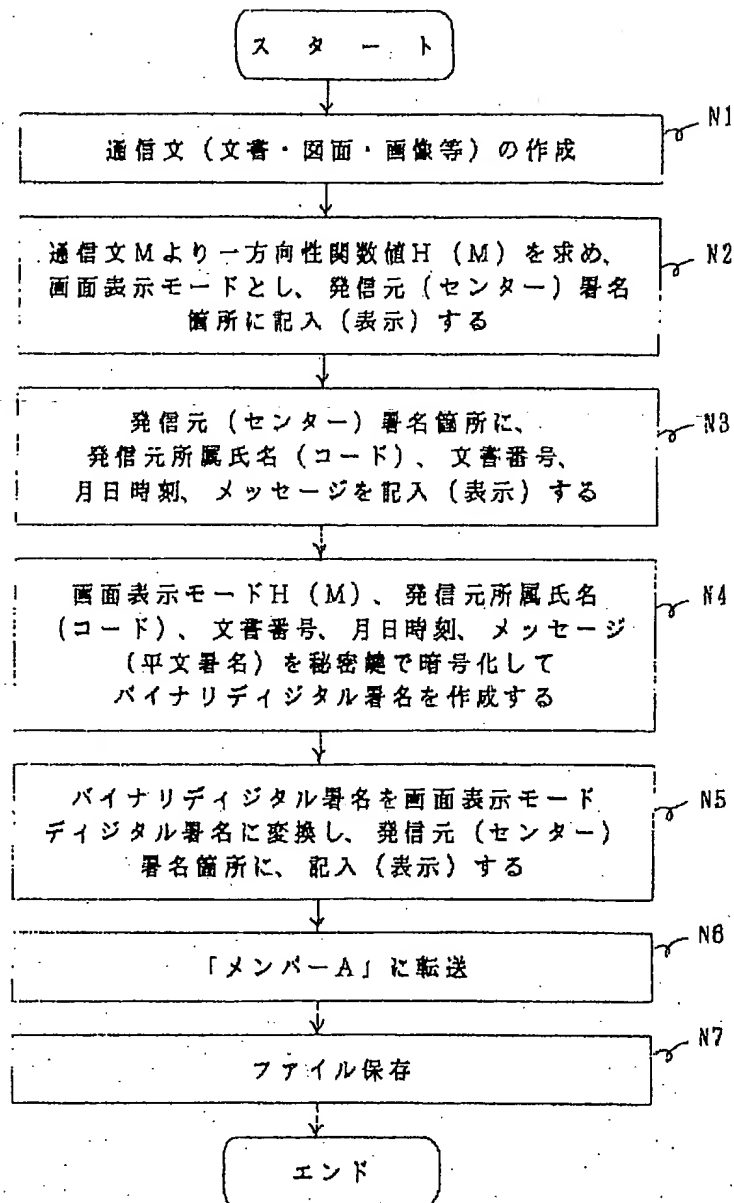 スタート
N1
通信文（文書・図面・画像等）の作成
N2
通信文Mより一方向性関数値H（M）を求め、
画面表示モードとし、発信元（センター）署名
箇所に記入（表示）する
N3
発信元（センター）署名箇所に、
発信元所属氏名（コード）、文書番号、
月日時刻、メッセージを記入（表示）する
N4
画面表示モードH（M）、発信元所属氏名
（コード）、文書番号、月日時刻、メッセージ
（平文署名）を秘密鍵で暗号化して
バイナリディジタル署名を作成する
N5
バイナリディジタル署名を画面表示モード
ディジタル署名に変換し、発信元（センター）
署名箇所に、記入（表示）する
N6
「メンバーA」に転送
N7
ファイル保存
エンド